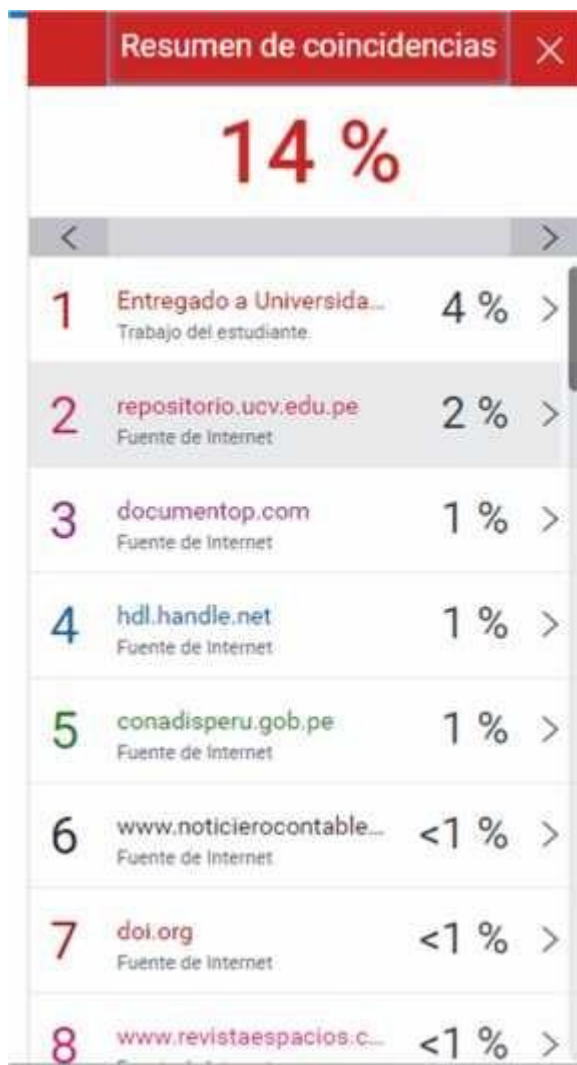 Resumen de coincidencias
14 %
1 Entregado a Universida... 4 %
Trabajo del estudiante
2 repositorio.ucv.edu.pe 2 %
Fuente de Internet
3 documentop.com 1 %
Fuente de Internet
4 hdl.handle.net 1 %
Fuente de Internet
5 conadisperu.gob.pe 1 %
Fuente de Internet
6 www.noticierocontable... <1 %
Fuente de Internet
7 doi.org <1 %
Fuente de Internet
8 www.revistaespacios.c... <1 %